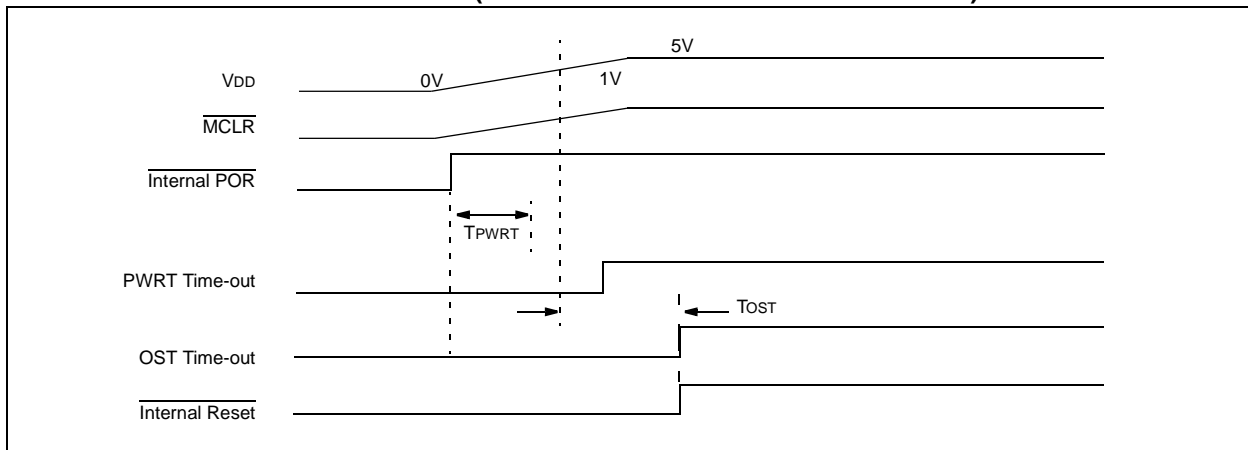 5V
VDD
0V
1V
MCLR
Internal POR
TPWRT
PWRT Time-out
TOST
OST Time-out
Internal Reset